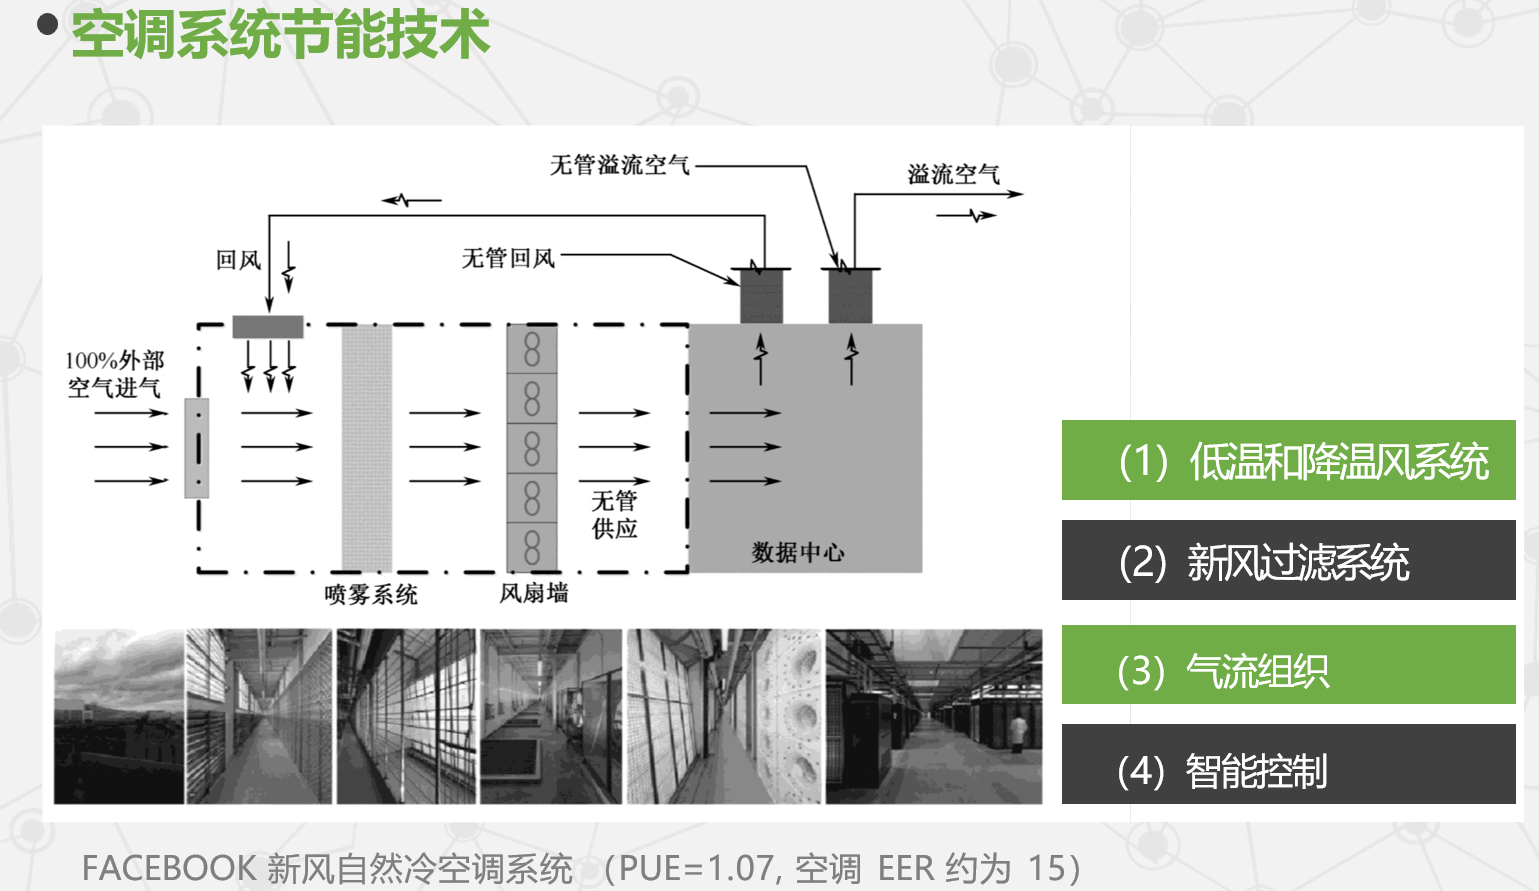 空调系统节能技术
无管溢流空气
溢流空气
回风
无管回风
100%外部
空气进气
无管
供应
数据中心
喷雾系统
风扇墙
(1) 低温和降温风系统
(2) 新风过滤系统
(3) 气流组织
(4) 智能控制
FACEBOOK 新风自然冷空调系统 （PUE=1.07, 空调 EER 约为 15）